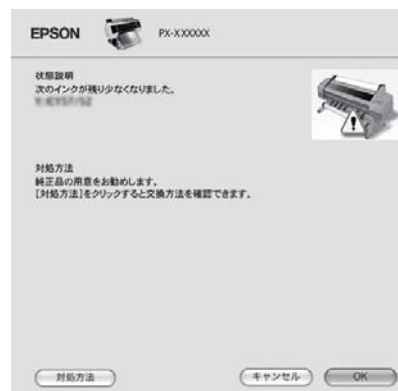 EPSON PX-XXXXXX
状態説明
次のインクが残り少なくなりました。
対処方法
純正品の用意をお勧めします。
[対処方法]をクリックすると交換方法を確認できます。
対処方法 キャンセル OK